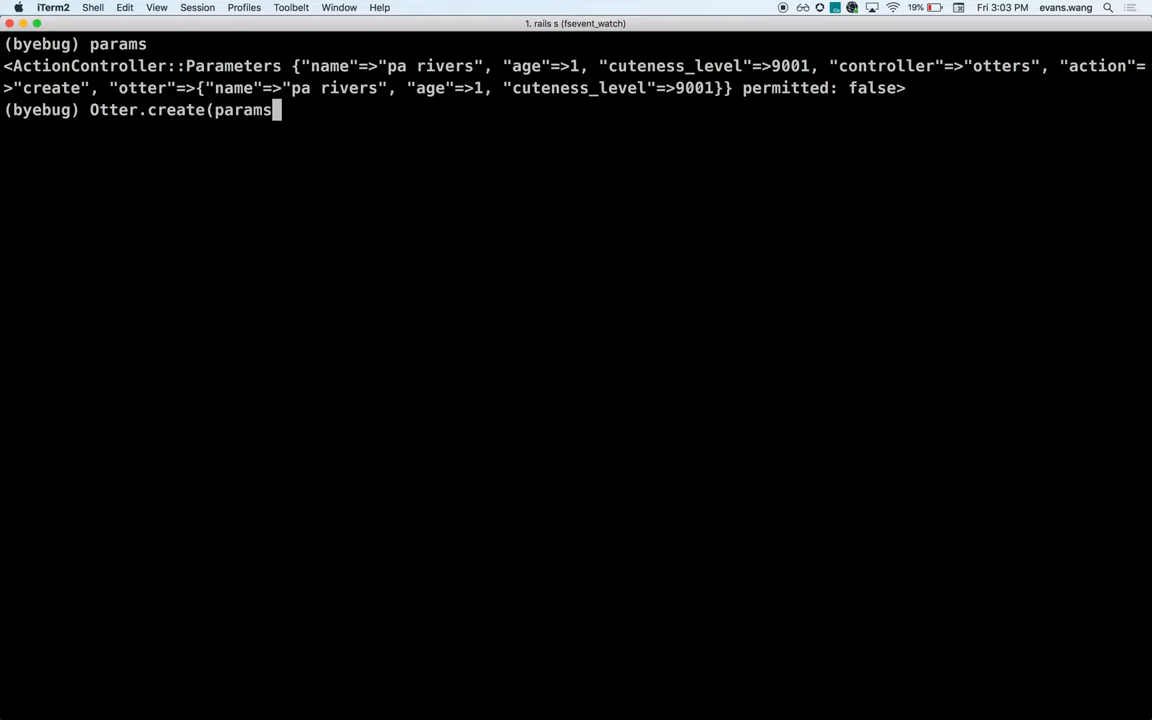 iTerm2 Shell Edit View Session Profiles Toolbelt Window Help 19% Fri 3:03 PM evans.wang
1. rails s (fsevent_watch)
(byebug) params
<ActionController::Parameters {"name"=>"pa rivers", "age"=>1, "cuteness_level"=>9001, "controller"=>"otters", "action"=
>"create", "otter"=>{"name"=>"pa rivers", "age"=>1, "cuteness_level"=>9001}} permitted: false>
(byebug) Otter.create(params